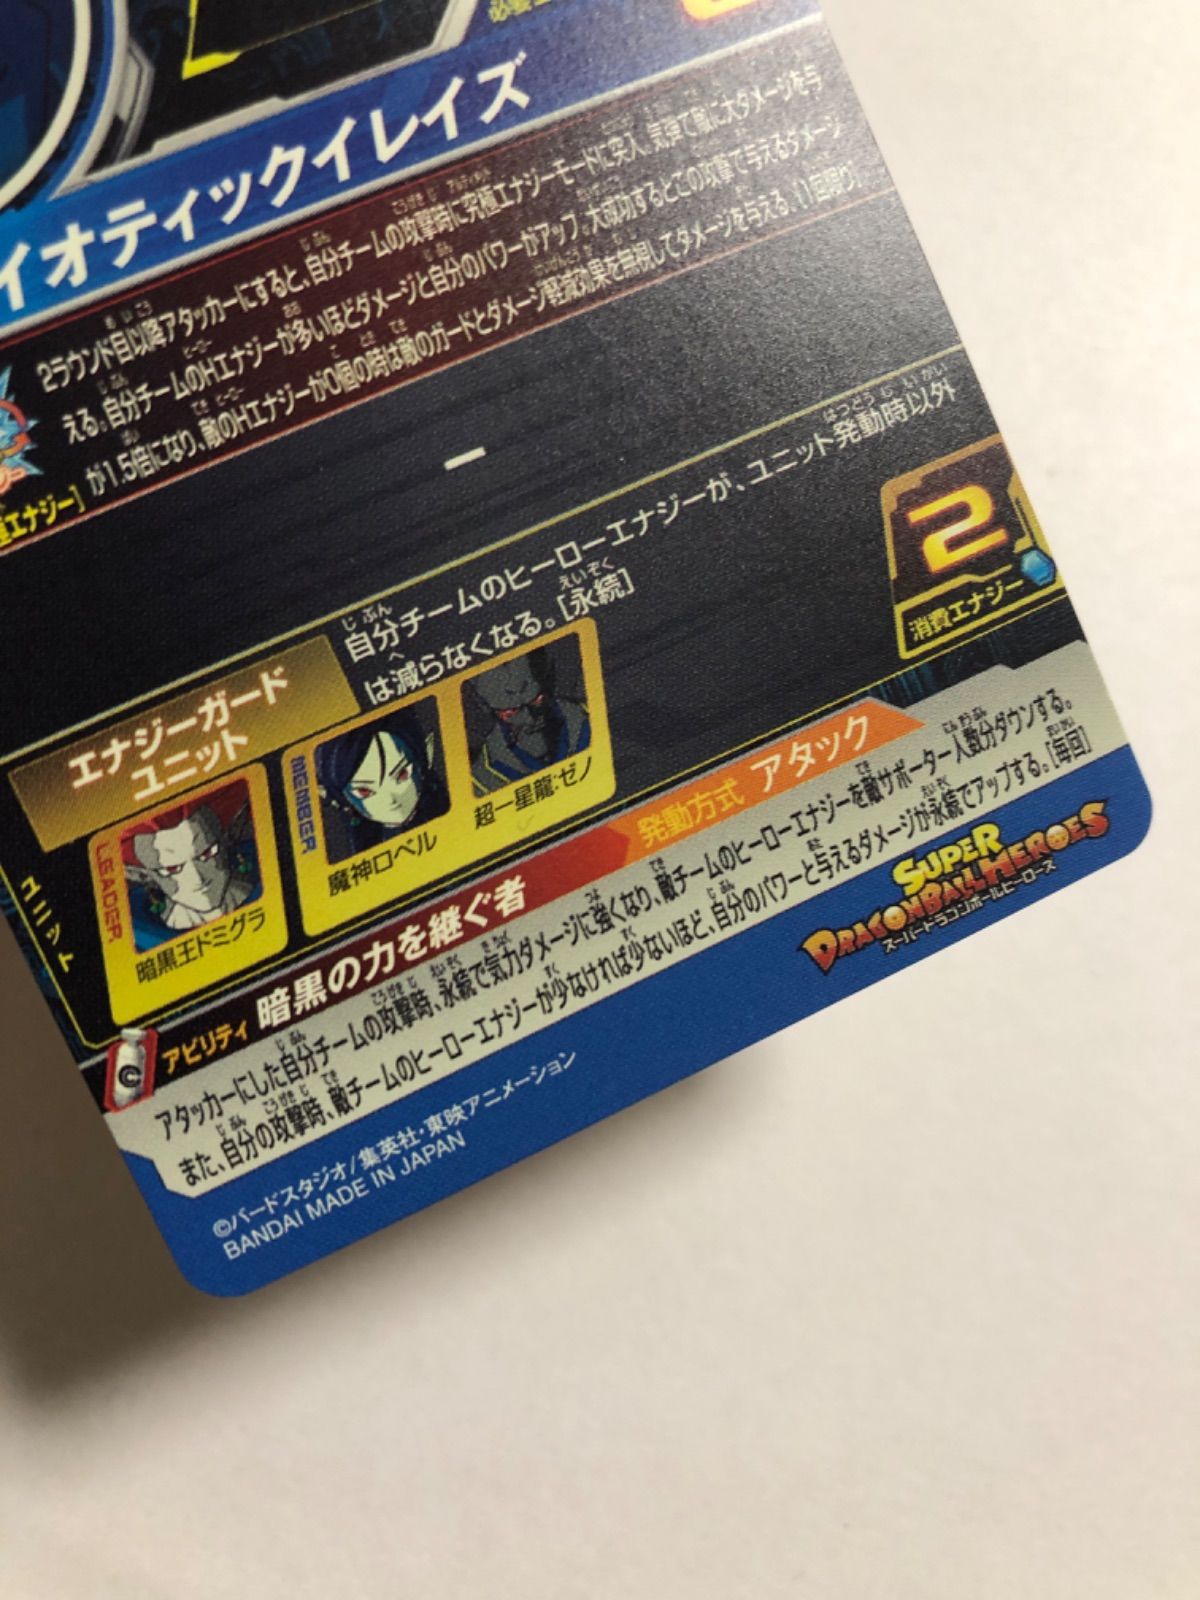 イオティックイレイズ
2ラウンド目以降アタッカーにすると、自分チームの攻撃時に究極エナジーモードに突入。気弾で敵に大ダメージを与
える。自分チームのHエナジーが多いほどダメージと自分のパワーがアップ。大成功するとこの攻撃で与えるダメージ
が1.5倍になり、敵のHエナジーが0個の時は敵のガードとダメージ軽減効果を無視してダメージを与える。[1回限り]
極エナジー]
ー
エナジーガード
ユニット
自分チームのヒーローエナジーが、ユニット発動時以外
は減らなくなる。[永続]
2
消費エナジー
ユニット
LEADER
暗黒王ドミグラ
MEMBER
魔神ロベル
超一星龍:ゼノ
アビリティ 暗黒の力を継ぐ者
発動方式 アタック
アタッカーにした自分チームの攻撃時、永続で気力ダメージに強くなり、敵チームのヒーローエナジーを敵サポーター人数分ダウンする。
また、自分の攻撃時、敵チームのヒーローエナジーが少なければ少ないほど、自分のパワーと与えるダメージが永続でアップする。[毎回]
SUPER
DRAGONBALL HEROES
スーパードラゴンボールヒーローズ
©バードスタジオ/集英社・東映アニメーション
BANDAI MADE IN JAPAN